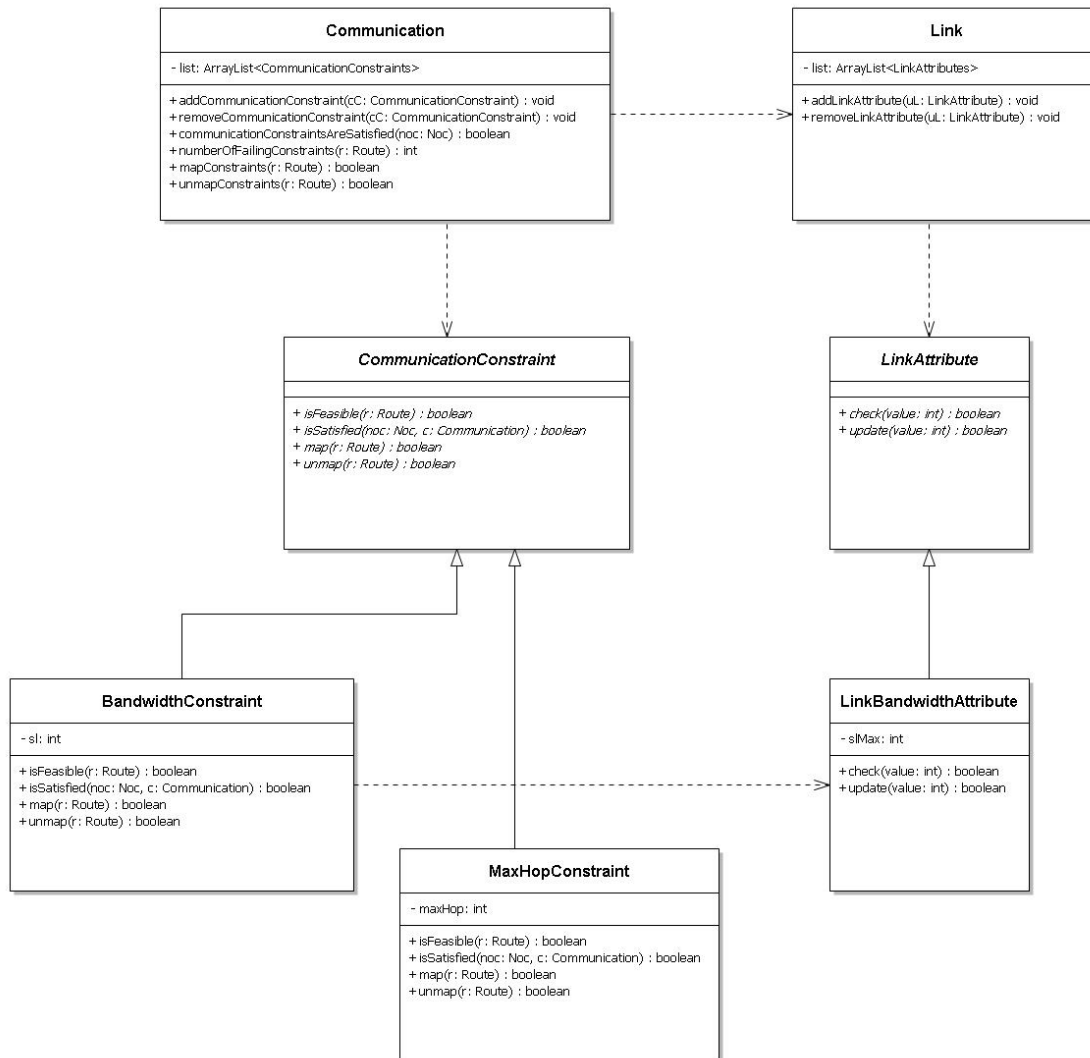 Communication
- list: ArrayList<CommunicationConstraints>
+ addCommunicationConstraint(cC: CommunicationConstraint) : void
+ removeCommunicationConstraint(cC: CommunicationConstraint) : void
+ communicationConstraintsAreSatisfied(noc: Noc) : boolean
+ numberOfFailingConstraints(r: Route) : int
+ mapConstraints(r: Route) : boolean
+ unmapConstraints(r: Route) : boolean
Link
- list: ArrayList<LinkAttributes>
+ addLinkAttribute(uL: LinkAttribute) : void
+ removeLinkAttribute(uL: LinkAttribute) : void
CommunicationConstraint
+ isFeasible(r: Route) : boolean
+ isSatisfied(noc: Noc, c: Communication) : boolean
+ map(r: Route) : boolean
+ unmap(r: Route) : boolean
LinkAttribute
+ check(value: int) : boolean
+ update(value: int) : boolean
BandwidthConstraint
- sl: int
+ isFeasible(r: Route) : boolean
+ isSatisfied(noc: Noc, c: Communication) : boolean
+ map(r: Route) : boolean
+ unmap(r: Route) : boolean
LinkBandwidthAttribute
- slMax: int
+ check(value: int) : boolean
+ update(value: int) : boolean
MaxHopConstraint
- maxHop: int
+ isFeasible(r: Route) : boolean
+ isSatisfied(noc: Noc, c: Communication) : boolean
+ map(r: Route) : boolean
+ unmap(r: Route) : boolean